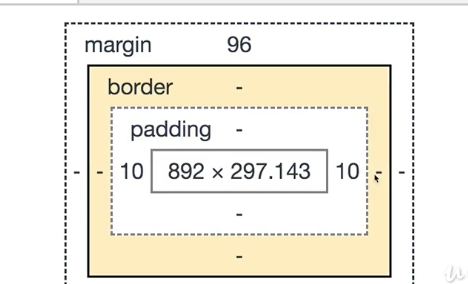 margin 96
border -
padding -
- - 10 892 × 297.143 10 - -
-
-